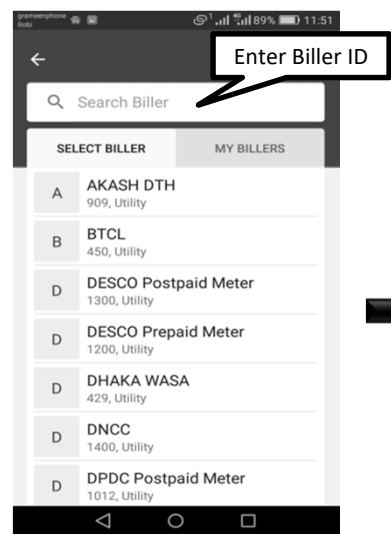 grameenphone
Robi
89% 11:51
Enter Biller ID
Search Biller
SELECT BILLER MY BILLERS
A
AKASH DTH
909, Utility
B
BTCL
450, Utility
D
DESCO Postpaid Meter
1300, Utility
D
DESCO Prepaid Meter
1200, Utility
D
DHAKA WASA
429, Utility
D
DNCC
1400, Utility
D
DPDC Postpaid Meter
1012, Utility